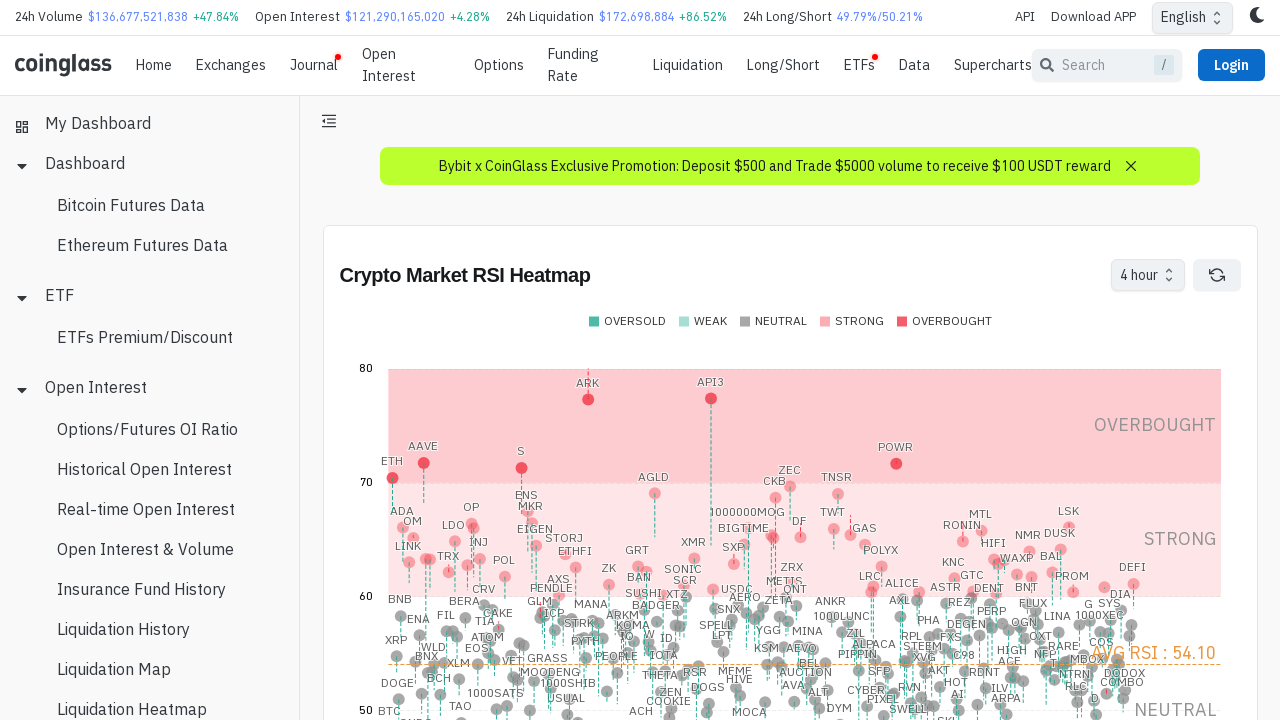 24h Volume $136,677,521,838 +47.84% Open Interest $121,290,165,020 +4.28% 24h Liquidation $172,698,884 +86.52% 24h Long/Short 49.79%/50.21% API Download APP English
coinglass Home Exchanges Journal Open Interest Options Funding Rate Liquidation Long/Short ETFs Data Supercharts Search / Login
My Dashboard
Dashboard
Bitcoin Futures Data
Ethereum Futures Data
ETF
ETFs Premium/Discount
Open Interest
Options/Futures OI Ratio
Historical Open Interest
Real-time Open Interest
Open Interest & Volume
Insurance Fund History
Liquidation History
Liquidation Map
Liquidation Heatmap
Bybit x CoinGlass Exclusive Promotion: Deposit $500 and Trade $5000 volume to receive $100 USDT reward
Crypto Market RSI Heatmap
4 hour
OVERSOLD WEAK NEUTRAL STRONG OVERBOUGHT
80
ARK API3
OVERBOUGHT
AAVE S POWR
ETH ZEC
70
AGLD CKB TNSR
ENS
ADA OP MKR 1000000MOG TWT MTL LSK
OM LDO EIGEN BIGTIME DF GAS RONIN
LINK INJ STORJ XMR SXP HIFI NMR DUSK
STRONG
TRX POL ETHFI GRT POLYX KNC WAXP BAL
ZK BAN SONIC ZRX LRC GTC PROM DEFI
CRV AXS PENDLE SUSHI SCR XTZ USDC METIS QNT ALICE ASTR DENT BNT
60
BNB BERA GLM MANA BADGER AERO ZETA ANKR AXL REZ FLUX G SYS DIA
ENA FIL TIA CAKE ICP STRK ARKM KOMA SNX 1000LUNC PHA PERP OGN LINA 1000XEC
XRP WLD ATOM PYTH IO W ID SPELL LPT YGG MINA ZIL RPL DEGEN FXS CXT COS
BNX EOS PEOPLE IOTA KSM AEVO PIPPIN ALPACA STEEM HIGH RARE
AVG RSI : 54.10
XLM VET GRASS BEL XVG C98 ACE NFP MBOX
DOGE BCH MOODENG THETA RSR MEME AUCTION SFP AKT RDNT NTRN DODOX
1000SATS 1000SHIB ZEN DOGS HIVE AVA ALT CYBER RVN HOT ILV RLC COMBO
BTC TAO USUAL COOKIE DYM PIXEL AI ARPA D
50
ACH MOCA SWELL
NEUTRAL